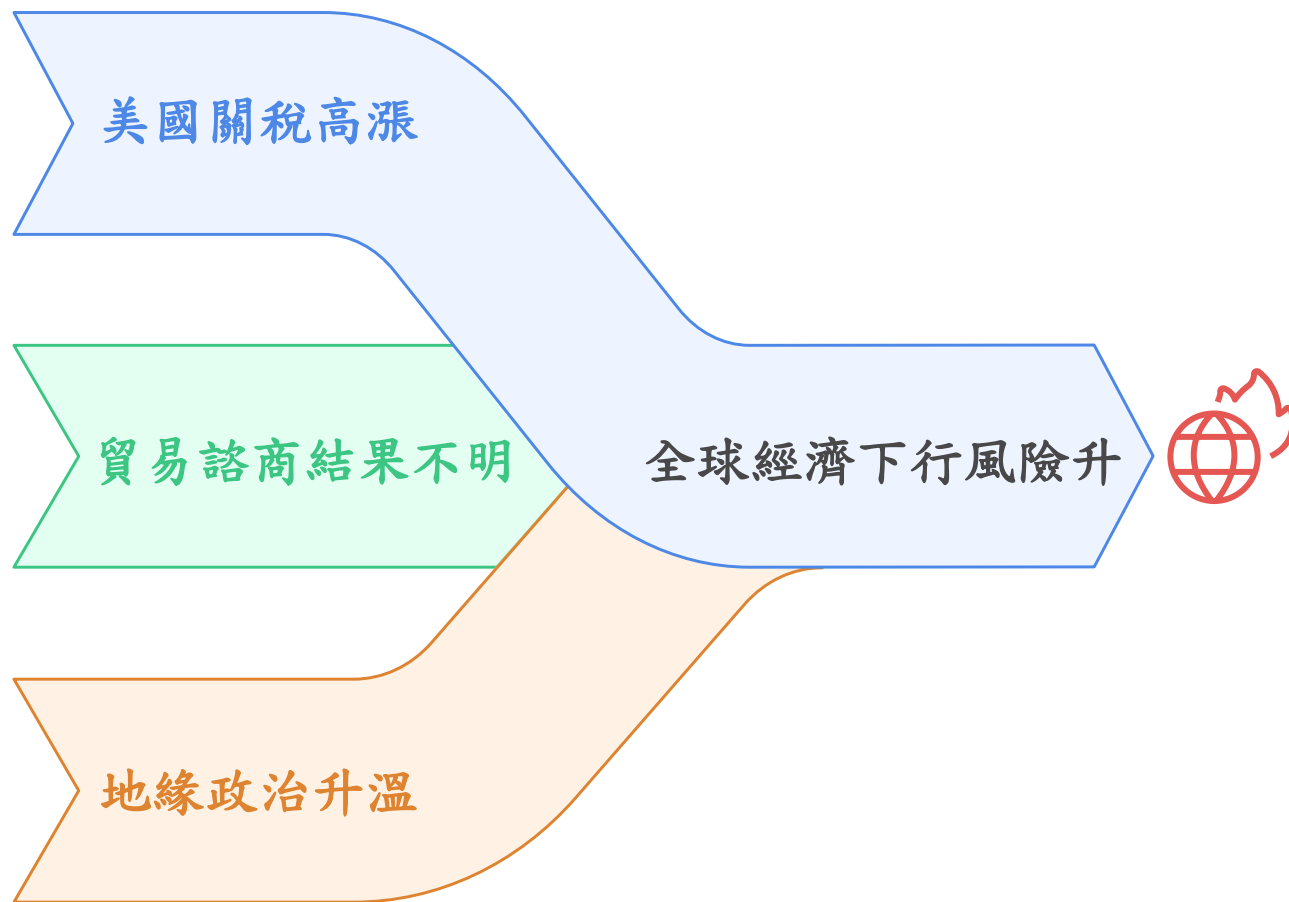 美國關稅高漲
貿易諮商結果不明
全球經濟下行風險升
地緣政治升溫